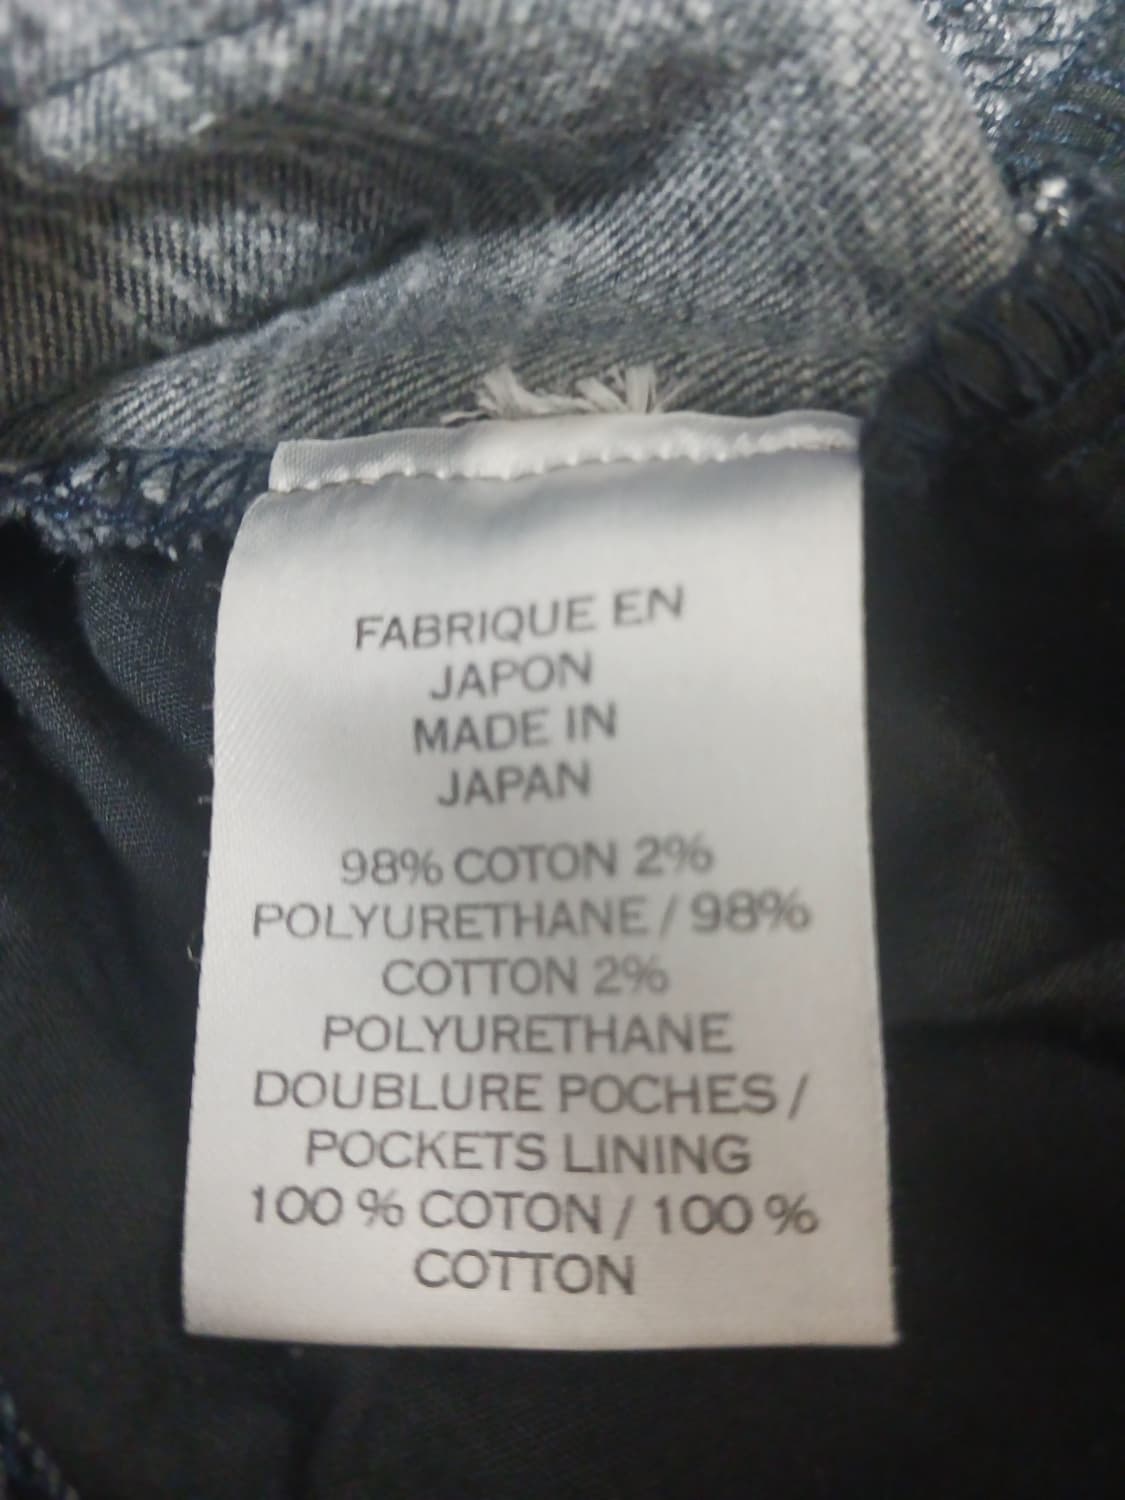 FABRIQUE EN
JAPON
MADE IN
JAPAN
98% COTON 2%
POLYURETHANE / 98%
COTTON 2%
POLYURETHANE
DOUBLURE POCHES /
POCKETS LINING
100 % COTON / 100 %
COTTON